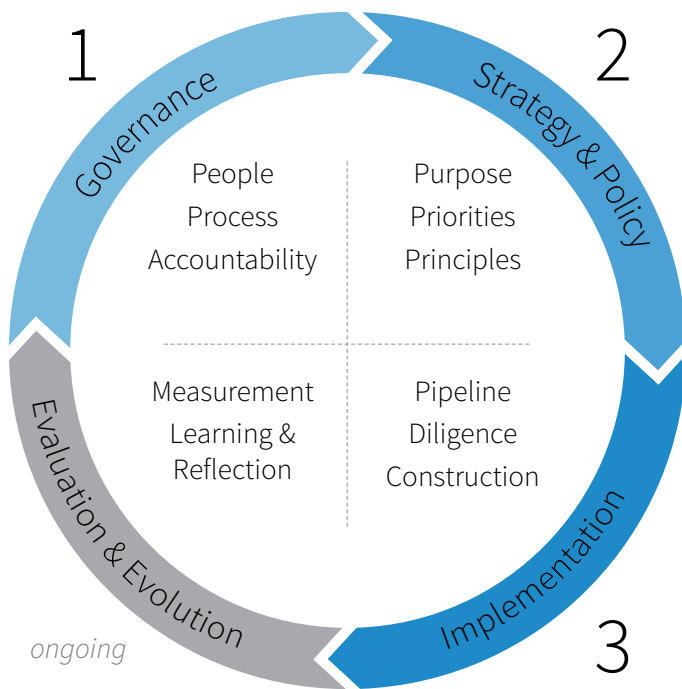 1
Governance
People
Process
Accountability
2
Strategy & Policy
Purpose
Priorities
Principles
3
Implementation
Pipeline
Diligence
Construction
Evaluation & Evolution
Measurement
Learning &
Reflection
ongoing